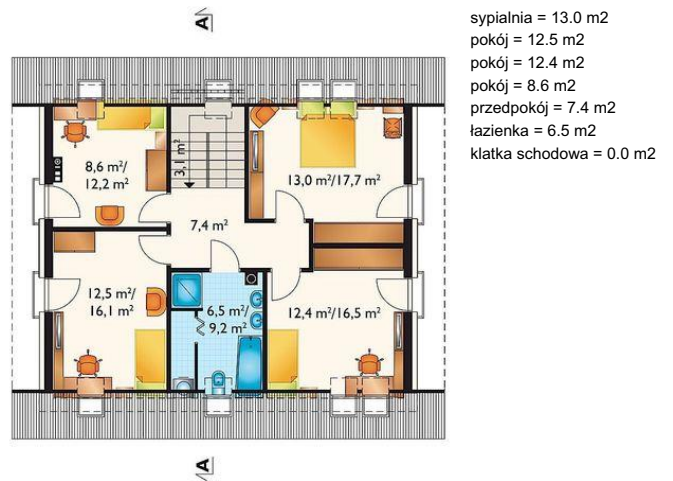 A
sypialnia = 13.0 m2
pokój = 12.5 m2
pokój = 12.4 m2
pokój = 8.6 m2
przedpokój = 7.4 m2
łazienka = 6.5 m2
klatka schodowa = 0.0 m2
8,6 m²/
12,2 m²
3,1 m²
13,0 m²/17,7 m²
7,4 m²
12,5 m²/
16,1 m²
6,5 m²/
9,2 m²
12,4 m²/16,5 m²
A